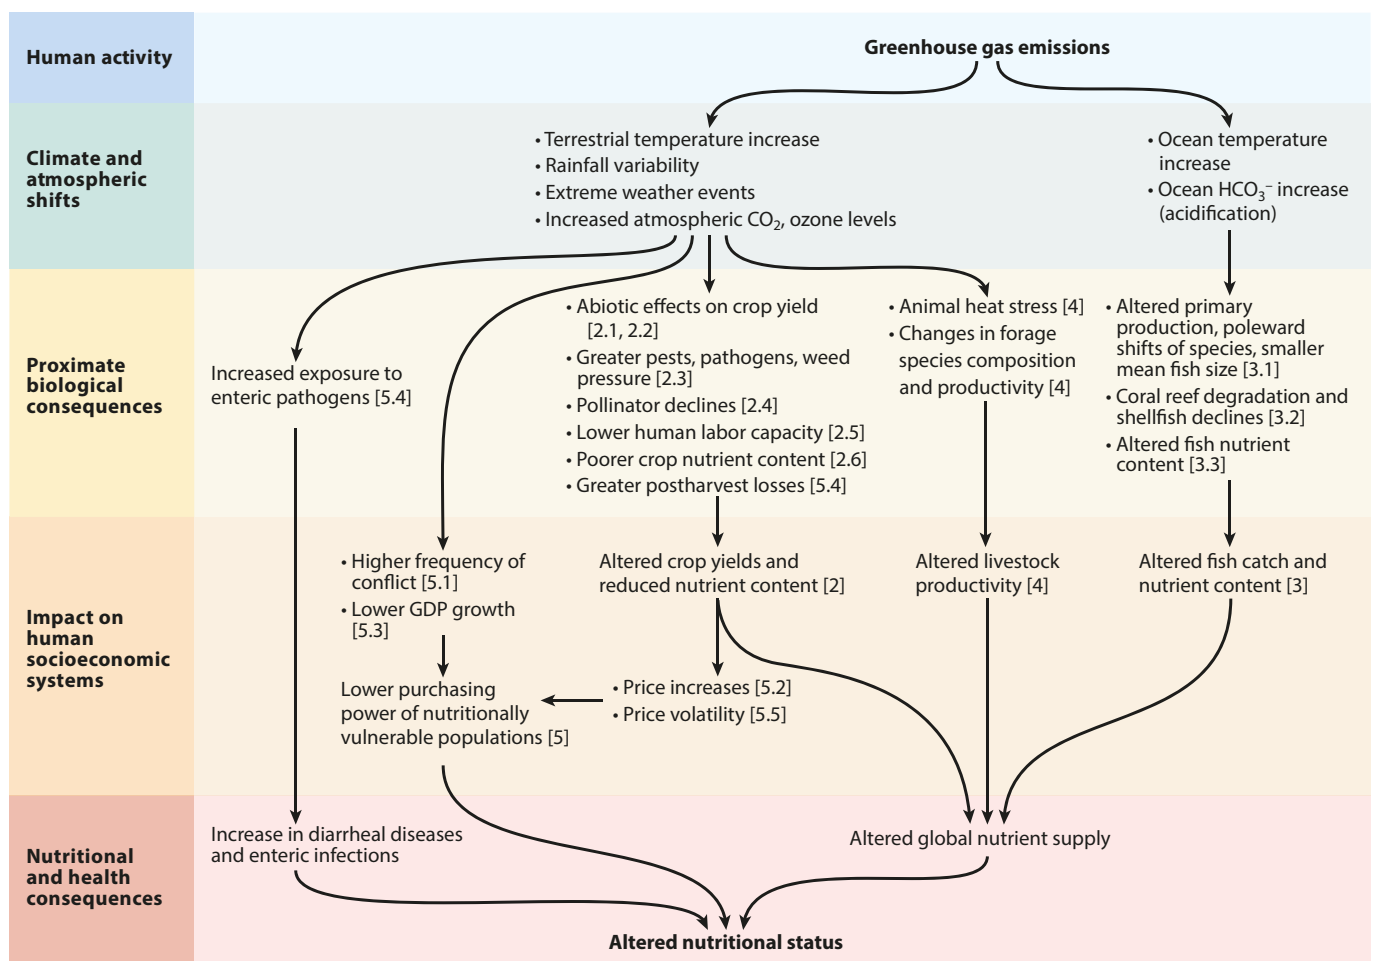 Human activity
Greenhouse gas emissions
Climate and
atmospheric
shifts
• Terrestrial temperature increase
• Rainfall variability
• Extreme weather events
• Increased atmospheric CO₂, ozone levels
• Ocean temperature
increase
• Ocean HCO₃⁻ increase
(acidification)
Proximate
biological
consequences
Increased exposure to
enteric pathogens [5.4]
• Abiotic effects on crop yield
[2.1, 2.2]
• Greater pests, pathogens, weed
pressure [2.3]
• Pollinator declines [2.4]
• Lower human labor capacity [2.5]
• Poorer crop nutrient content [2.6]
• Greater postharvest losses [5.4]
• Animal heat stress [4]
• Changes in forage
species composition
and productivity [4]
• Altered primary
production, poleward
shifts of species, smaller
mean fish size [3.1]
• Coral reef degradation and
shellfish declines [3.2]
• Altered fish nutrient
content [3.3]
Impact on
human
socioeconomic
systems
• Higher frequency of
conflict [5.1]
• Lower GDP growth
[5.3]
Altered crop yields and
reduced nutrient content [2]
Altered livestock
productivity [4]
Altered fish catch and
nutrient content [3]
Lower purchasing
power of nutritionally
vulnerable populations [5]
• Price increases [5.2]
• Price volatility [5.5]
Nutritional
and health
consequences
Increase in diarrheal diseases
and enteric infections
Altered global nutrient supply
Altered nutritional status